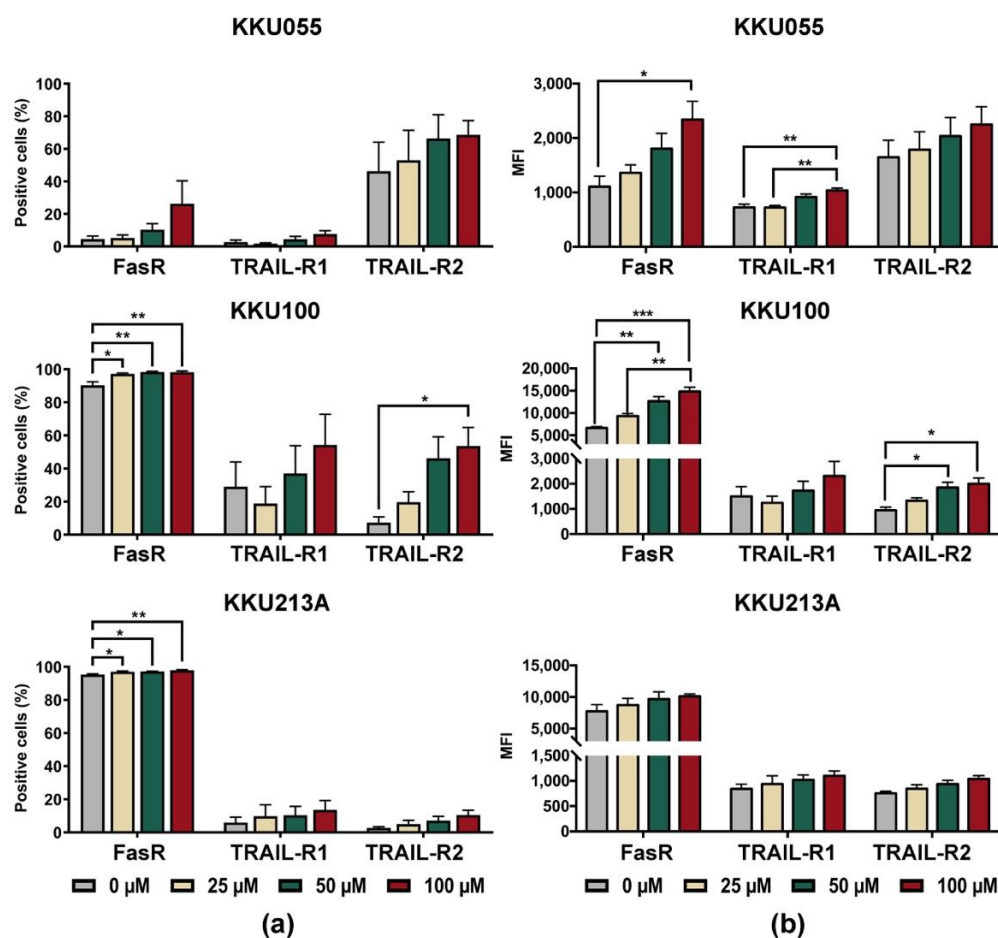 KKU055
Positive cells (%)
100
80
60
40
20
0
FasR TRAIL-R1 TRAIL-R2
KKU055
MFI
3,000
2,000
1,000
0
*
**
**
FasR TRAIL-R1 TRAIL-R2
KKU100
Positive cells (%)
100
80
60
40
20
0
**
**
*
*
FasR TRAIL-R1 TRAIL-R2
KKU100
MFI
20,000
15,000
10,000
5,000
3,000
2,000
1,000
0
***
**
**
*
*
FasR TRAIL-R1 TRAIL-R2
KKU213A
Positive cells (%)
100
80
60
40
20
0
**
*
*
FasR TRAIL-R1 TRAIL-R2
KKU213A
MFI
15,000
10,000
5,000
1,500
1,000
500
0
FasR TRAIL-R1 TRAIL-R2
0 µM 25 µM 50 µM 100 µM
0 µM 25 µM 50 µM 100 µM
(a)
(b)